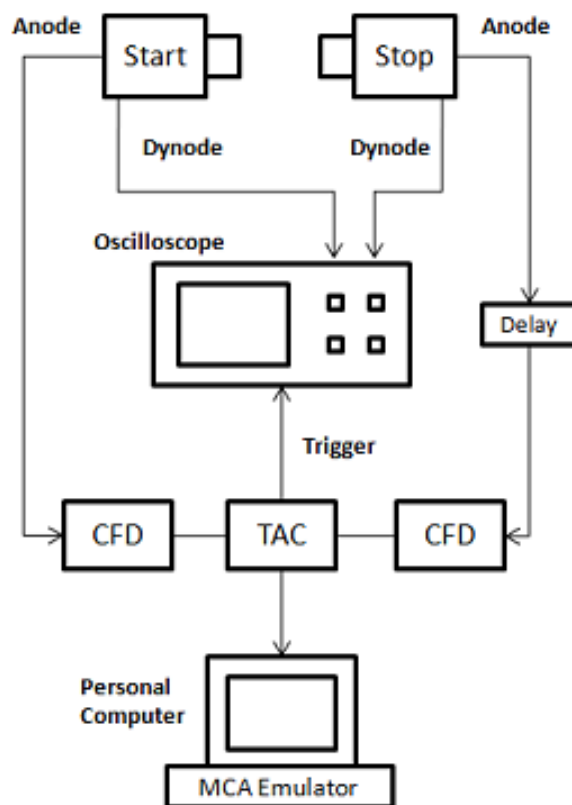 Anode
Anode
Start
Stop
Dynode
Dynode
Oscilloscope
Delay
Trigger
CFD
TAC
CFD
Personal
Computer
MCA Emulator